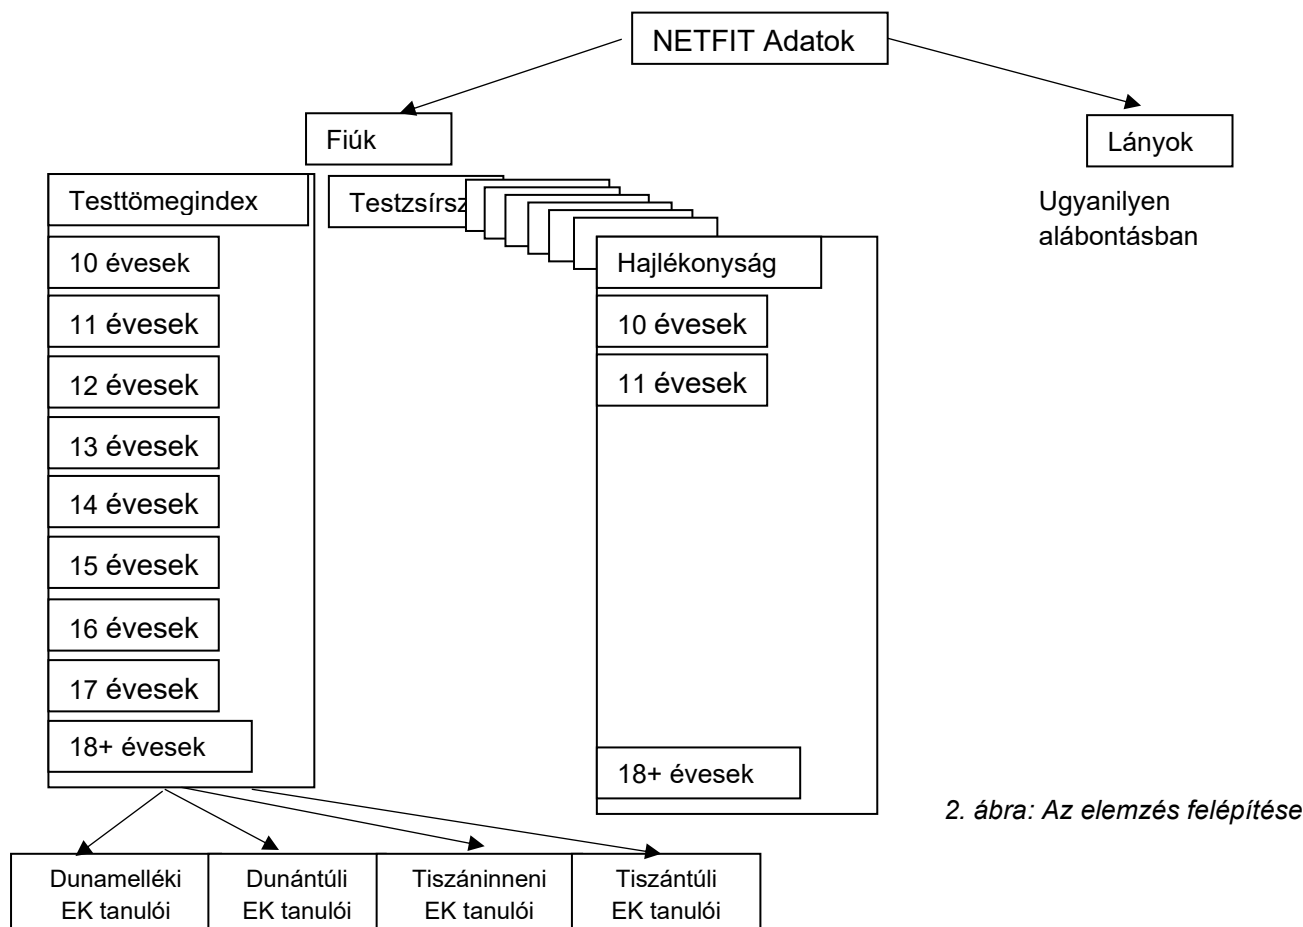 NETFIT Adatok
Fiúk
Lányok
Testtömegindex
Testzsírsz
Ugyanilyen
alábontásban
10 évesek
11 évesek
12 évesek
13 évesek
14 évesek
15 évesek
16 évesek
17 évesek
18+ évesek
Hajlékonyság
10 évesek
11 évesek
18+ évesek
2. ábra: Az elemzés felépítése
Dunamelléki
EK tanulói
Dunántúli
EK tanulói
Tiszáninneni
EK tanulói
Tiszántúli
EK tanulói